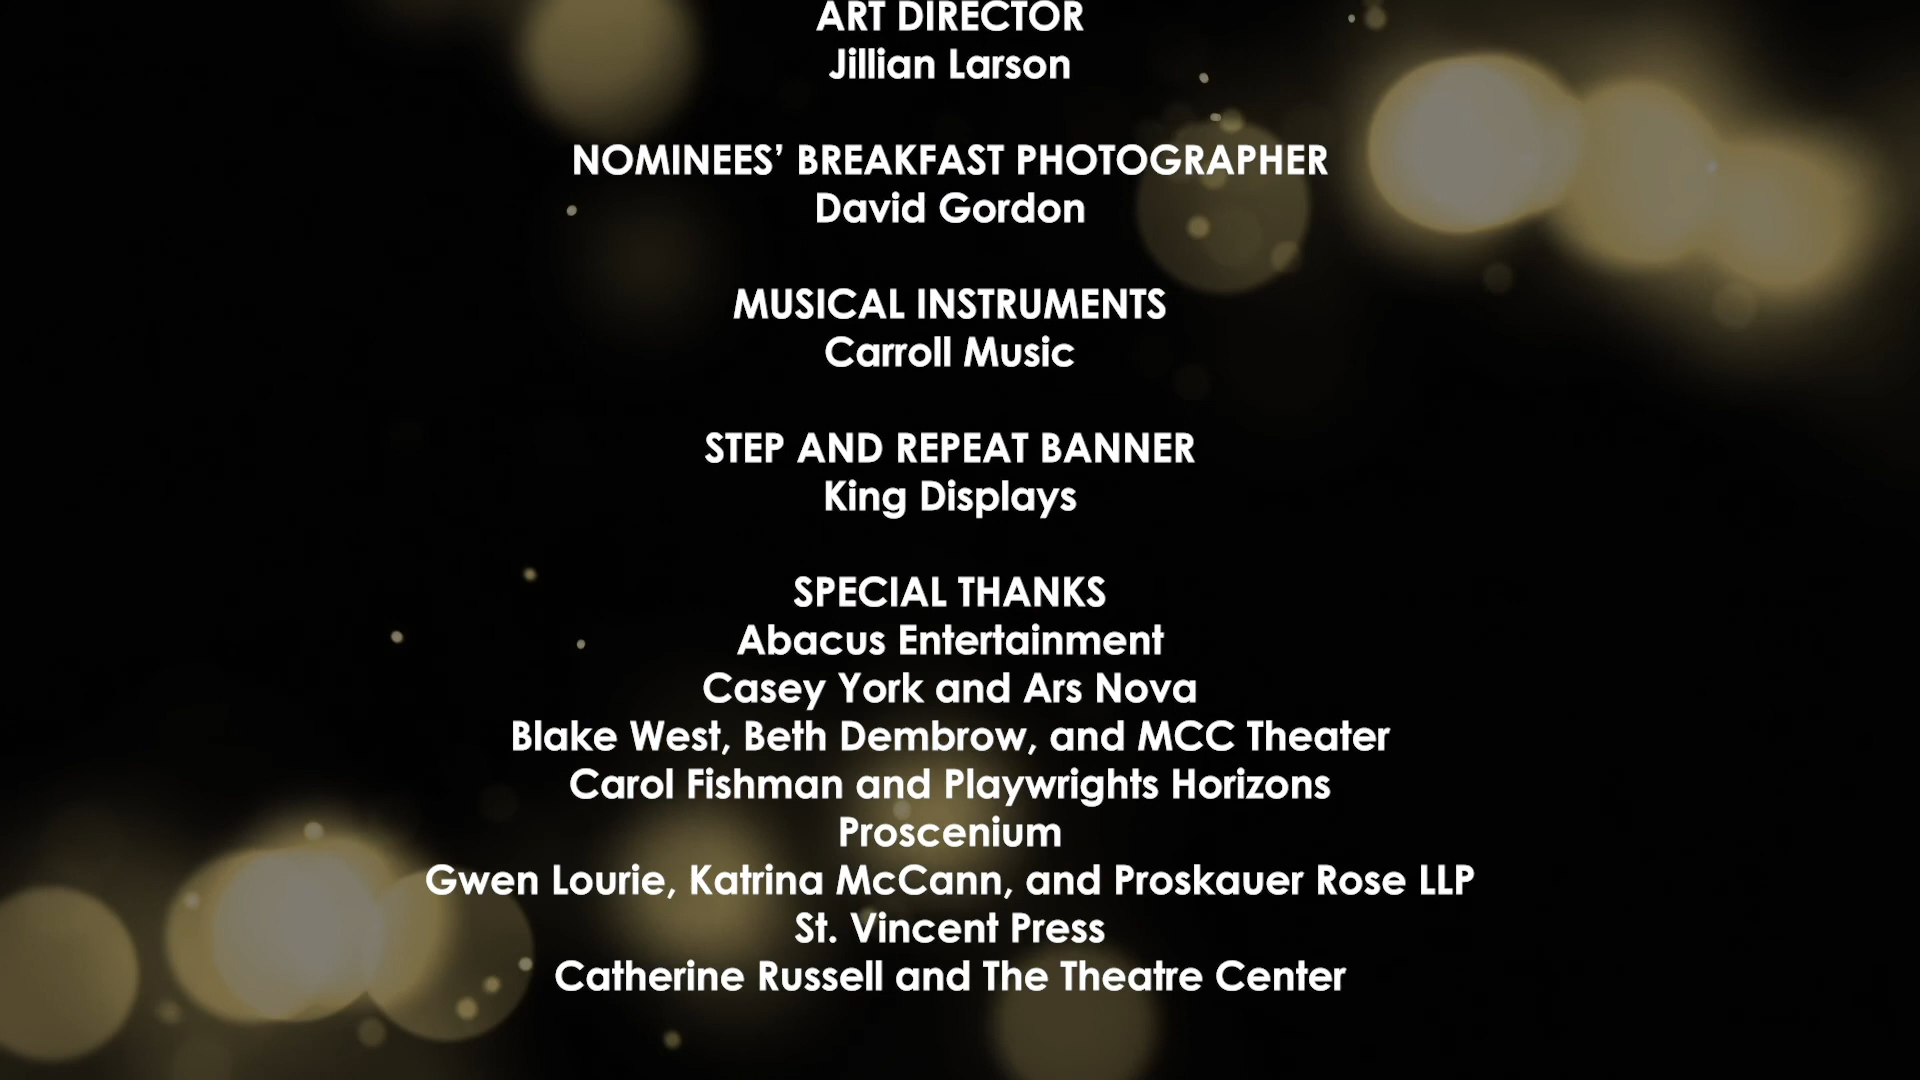 ART DIRECTOR
Jillian Larson
NOMINEES’ BREAKFAST PHOTOGRAPHER
David Gordon
MUSICAL INSTRUMENTS
Carroll Music
STEP AND REPEAT BANNER
King Displays
SPECIAL THANKS
Abacus Entertainment
Casey York and Ars Nova
Blake West, Beth Dembrow, and MCC Theater
Carol Fishman and Playwrights Horizons
Proscenium
Gwen Lourie, Katrina McCann, and Proskauer Rose LLP
St. Vincent Press
Catherine Russell and The Theatre Center